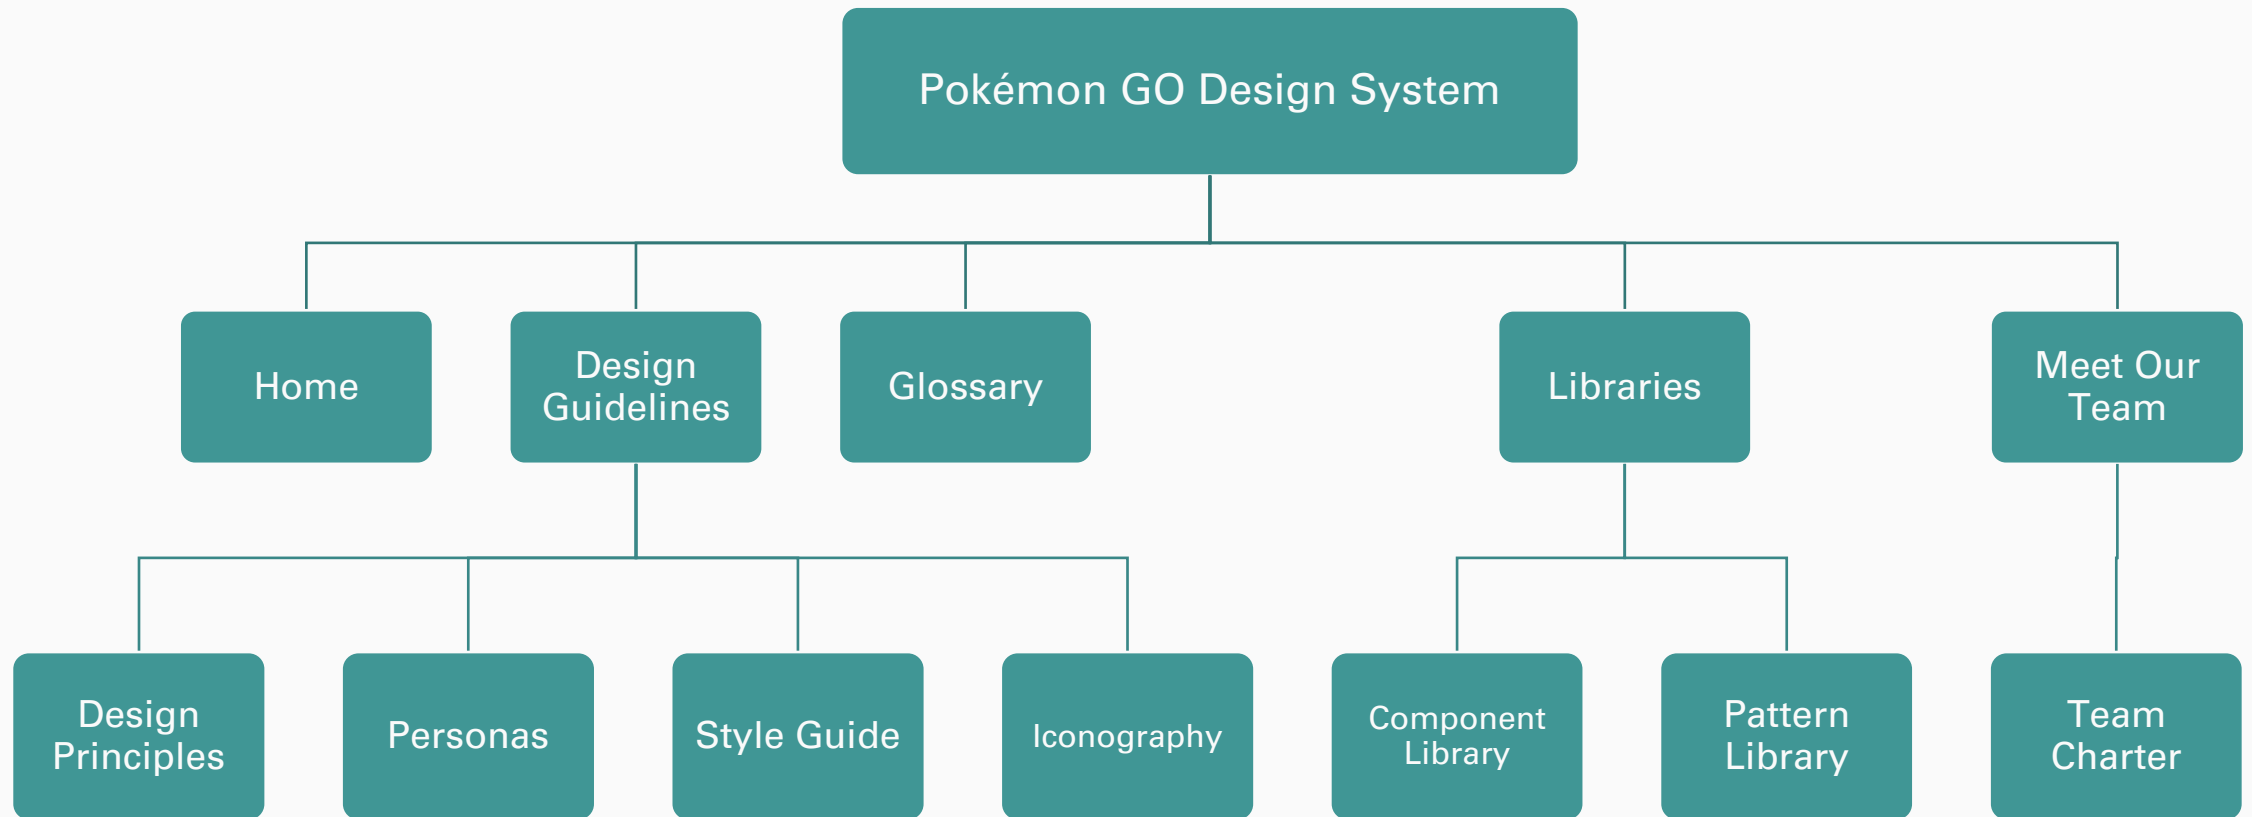 Pokémon GO Design System
Home
Design
Guidelines
Glossary
Libraries
Meet Our
Team
Design
Principles
Personas
Style Guide
Iconography
Component
Library
Pattern
Library
Team
Charter